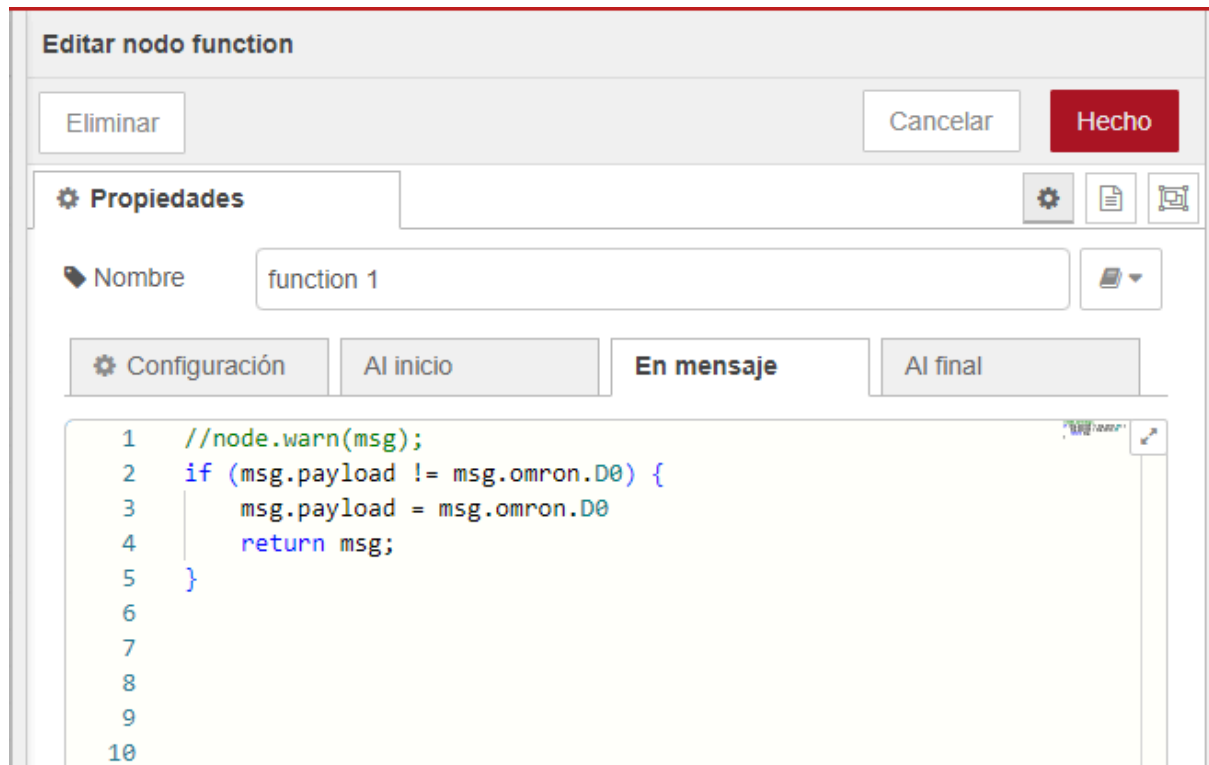 Editar nodo function
Eliminar
Cancelar
Hecho
Propiedades
Nombre
function 1
Configuración
Al inicio
En mensaje
Al final
1 //node.warn(msg);
2 if (msg.payload != msg.omron.D0) {
3 msg.payload = msg.omron.D0
4 return msg;
5 }
6
7
8
9
10